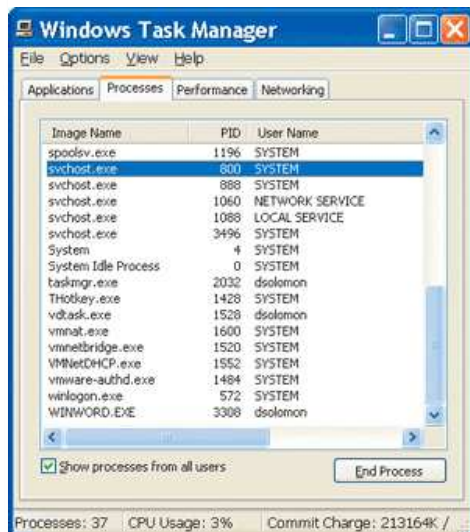 Windows Task Manager
File Options View Help
Applications Processes Performance Networking
Image Name PID User Name
spoolsv.exe 1196 SYSTEM
svchost.exe 800 SYSTEM
svchost.exe 888 SYSTEM
svchost.exe 1060 NETWORK SERVICE
svchost.exe 1088 LOCAL SERVICE
svchost.exe 3496 SYSTEM
System 4 SYSTEM
System Idle Process 0 SYSTEM
taskmgr.exe 2032 dsolomon
THotkey.exe 1428 SYSTEM
vdtask.exe 1528 dsolomon
vmnat.exe 1600 SYSTEM
vmnetbridge.exe 1520 SYSTEM
VMNetDHCP.exe 1552 SYSTEM
vmware-authd.exe 1484 SYSTEM
winlogon.exe 572 SYSTEM
WINWORD.EXE 3308 dsolomon
Show processes from all users End Process
Processes: 37 CPU Usage: 3% Commit Charge: 213164K /